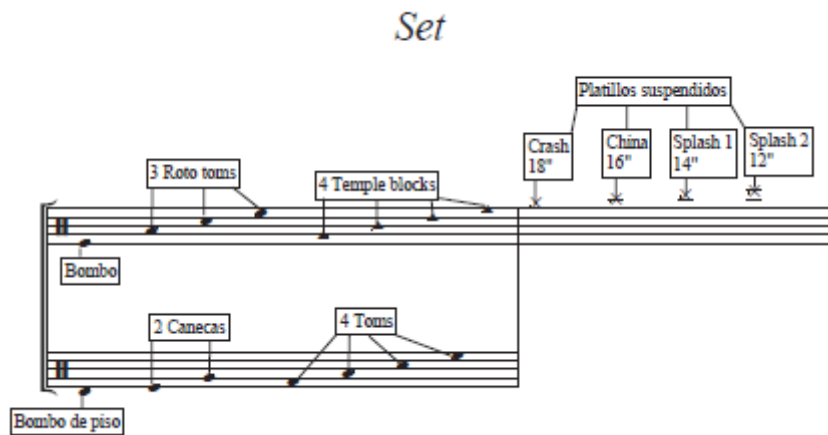 Set
Platillos suspendidos
Crash
18"
China
16"
Splash 1
14"
Splash 2
12"
3 Roto toms
4 Temple blocks
Bombo
2 Canecas
4 Toms
Bombo de piso